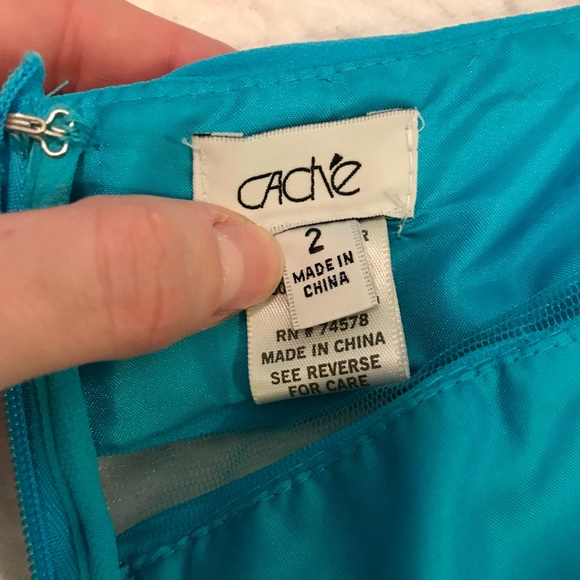 Caché
2
MADE IN
CHINA
RN # 74578
MADE IN CHINA
SEE REVERSE
FOR CARE